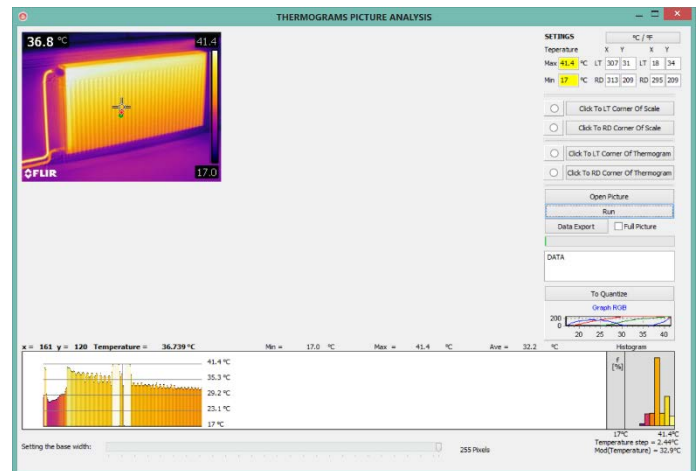 THERMOGRAMS PICTURE ANALYSIS
36.8 °C
41.4
17.0
FLIR
SETINGS
°C / °F
Teperature X Y X Y
Max 41.4 °C LT 307 31 LT 18 34
Min 17 °C RD 313 209 RD 295 209
Click To LT Corner Of Scale
Click To RD Corner Of Scale
Click To LT Corner Of Thermogram
Click To RD Corner Of Thermogram
Open Picture
Run
Data Export Full Picture
DATA
To Quantize
Graph RGB
200
0
20 25 30 35 40
x = 161 y = 120 Temperature = 36.739 °C Min = 17.0 °C Max = 41.4 °C Ave = 32.2 °C
Histogram
41.4 °C
35.3 °C
29.2 °C
23.1 °C
17 °C
f
[%]
17°C 41.4°C
Temperature step = 2.44°C
Mod(Temperature) = 32.9°C
Setting the base width:
255 Pixels